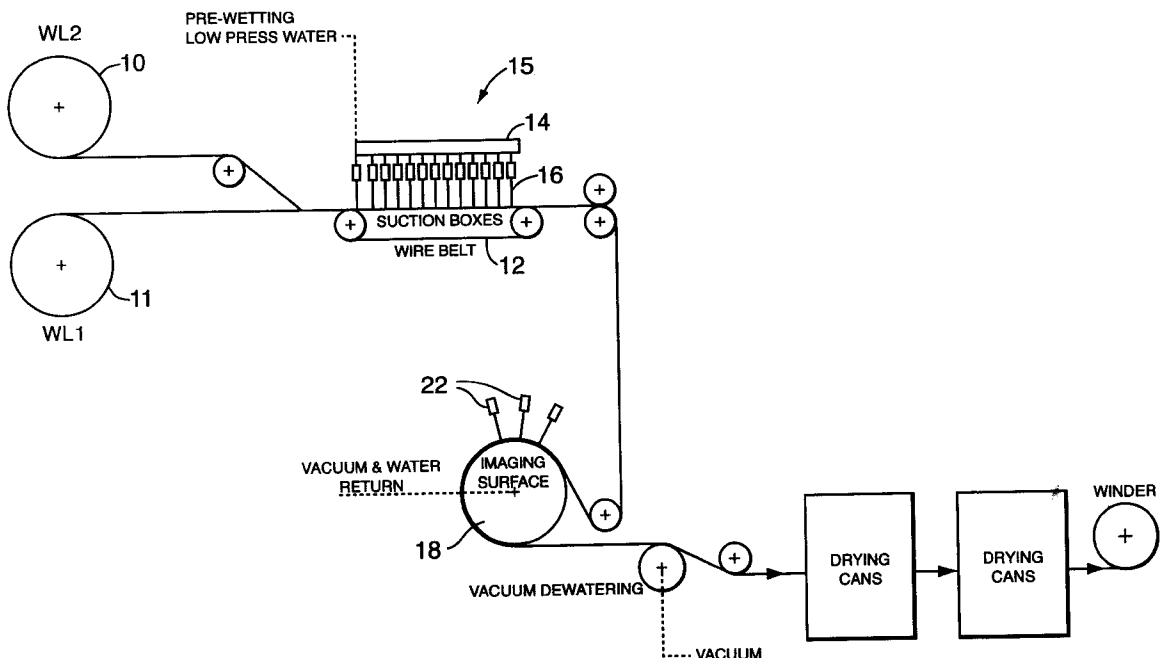 PRE-WETTING
LOW PRESS WATER
WL2
10
15
14
16
SUCTION BOXES
WIRE BELT
12
11
WL1
22
IMAGING
SURFACE
VACUUM & WATER
RETURN
18
VACUUM DEWATERING
VACUUM
DRYING
CANS
DRYING
CANS
WINDER